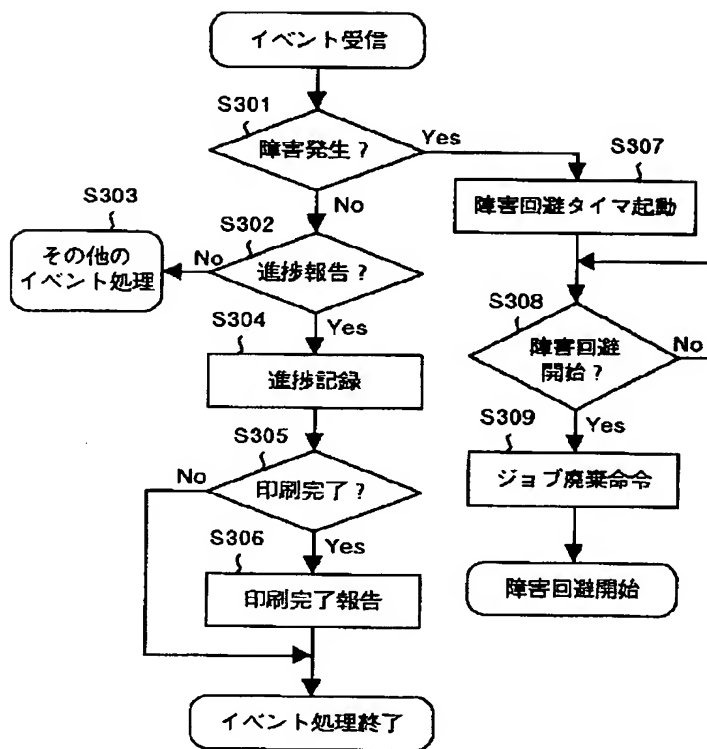 イベント受信
S301
障害発生?
Yes
No
S307
障害回避タイマ起動
S303
その他の
イベント処理
S302
進捗報告?
No
Yes
S308
障害回避
開始?
No
Yes
S304
進捗記録
S309
ジョブ廃棄命令
S305
印刷完了?
No
Yes
障害回避開始
S306
印刷完了報告
イベント処理終了